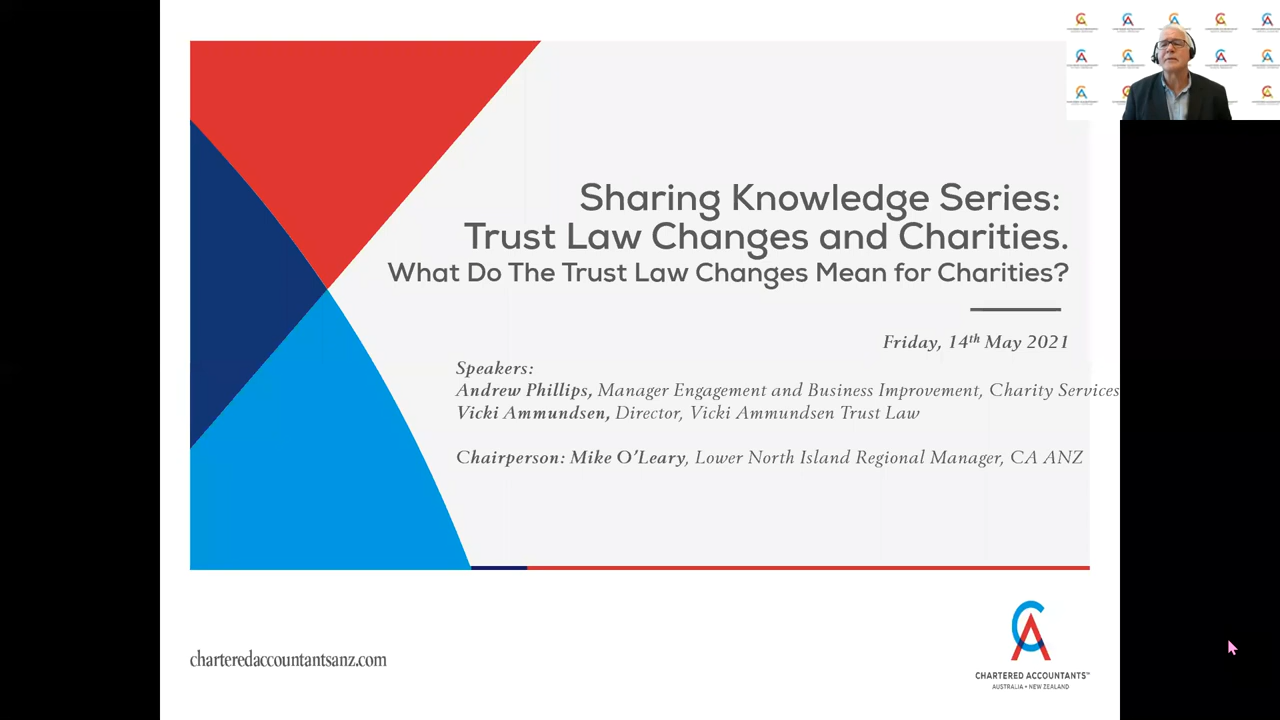 Sharing Knowledge Series:
Trust Law Changes and Charities.
What Do The Trust Law Changes Mean for Charities?
Friday, 14th May 2021
Speakers:
Andrew Phillips, Manager Engagement and Business Improvement, Charity Services
Vicki Ammundsen, Director, Vicki Ammundsen Trust Law
Chairperson: Mike O'Leary, Lower North Island Regional Manager, CA ANZ
charteredaccountantsanz.com
CA
CHARTERED ACCOUNTANTS™
AUSTRALIA • NEW ZEALAND